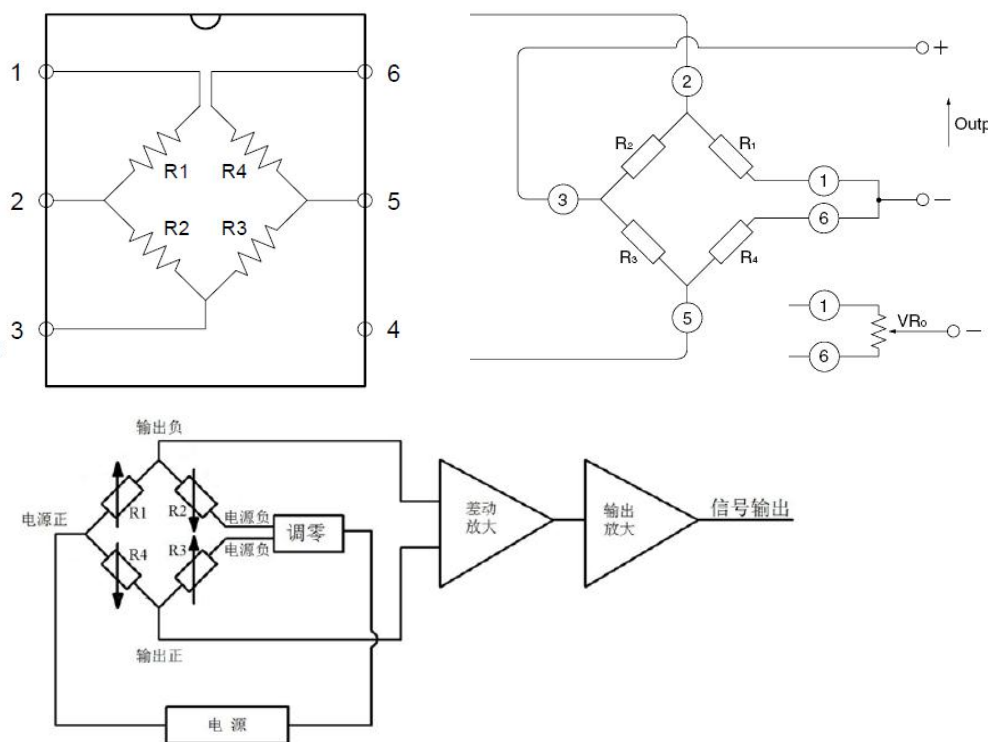 1
6
R1
R4
2
5
R2
R3
3
4
+
2
Outp
R2
R1
1
3
−
6
R3
R4
5
1
VR0
−
6
输出负
R1
R2
电源正
电源负
调零
R4
R3
电源负
差动
放大
输出
放大
信号输出
输出正
电 源